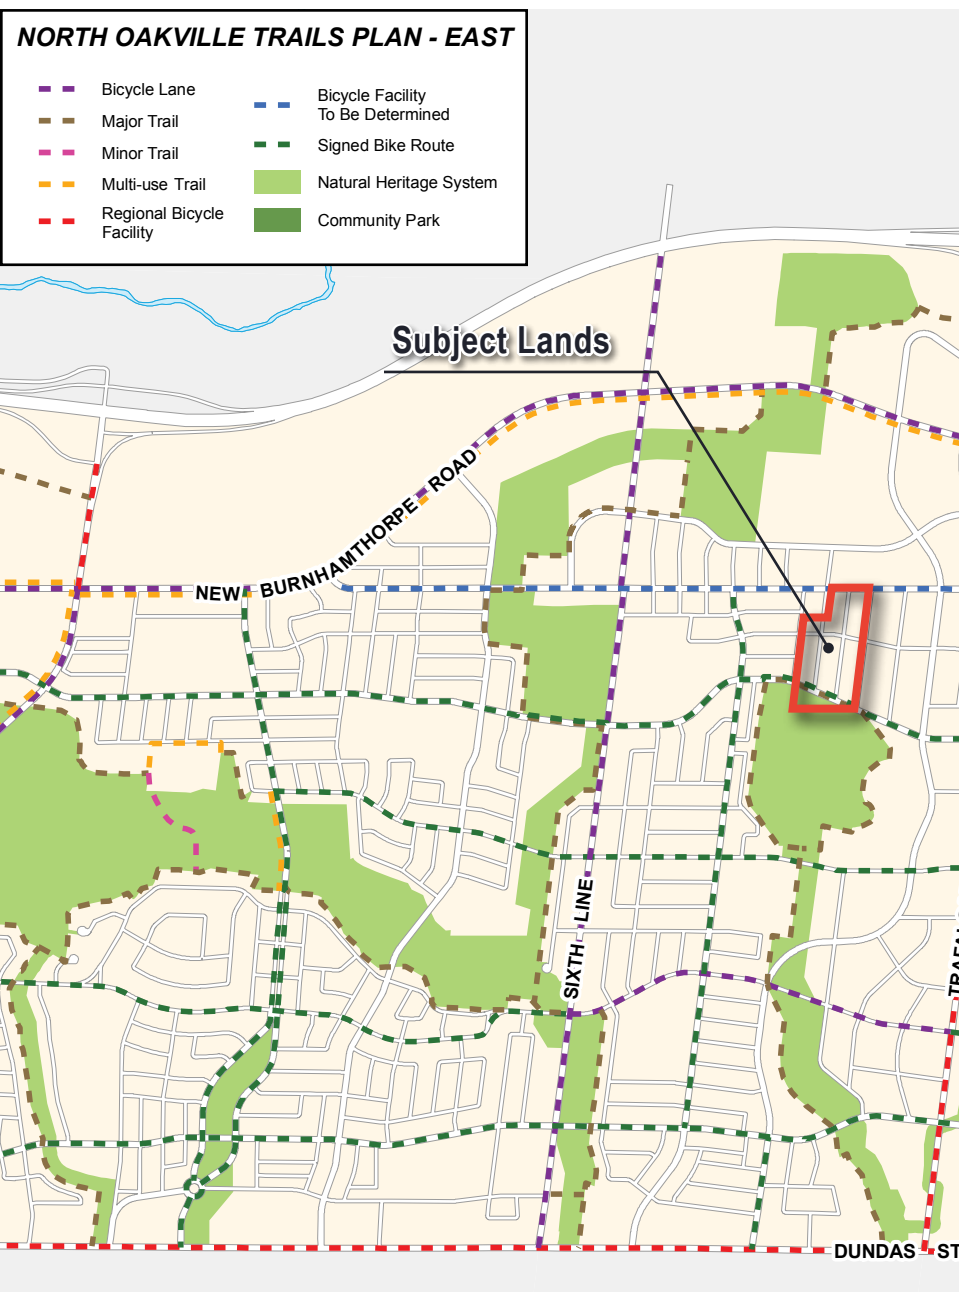 NORTH OAKVILLE TRAILS PLAN - EAST
Bicycle Lane
Major Trail
Minor Trail
Multi-use Trail
Regional Bicycle
Facility
Bicycle Facility
To Be Determined
Signed Bike Route
Natural Heritage System
Community Park
Subject Lands
NEW BURNHAMTHORPE ROAD
SIXTH LINE
DUNDAS ST